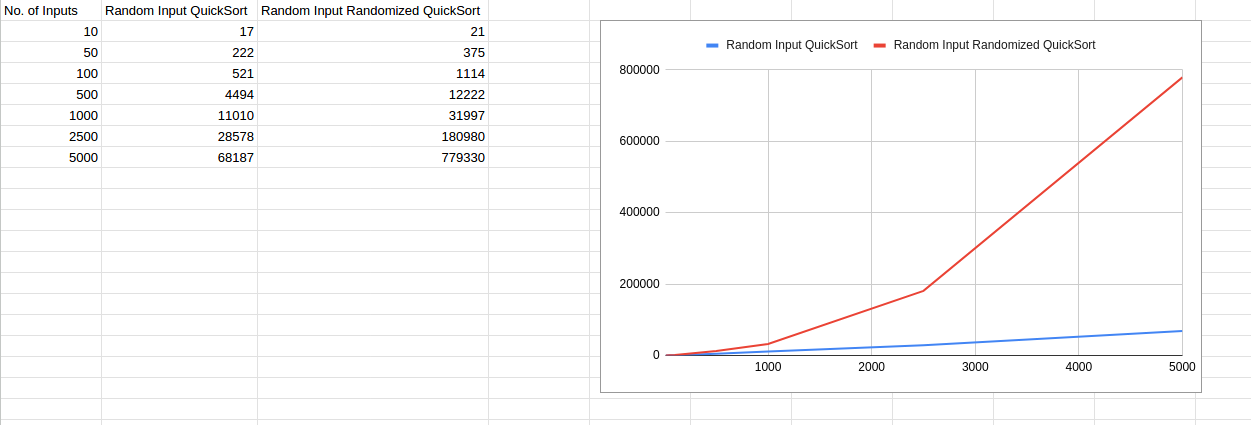 No. of Inputs Random Input QuickSort Random Input Randomized QuickSort
10 17 21
50 222 375
100 521 1114
500 4494 12222
1000 11010 31997
2500 28578 180980
5000 68187 779330
Random Input QuickSort Random Input Randomized QuickSort
800000
600000
400000
200000
0
1000 2000 3000 4000 5000